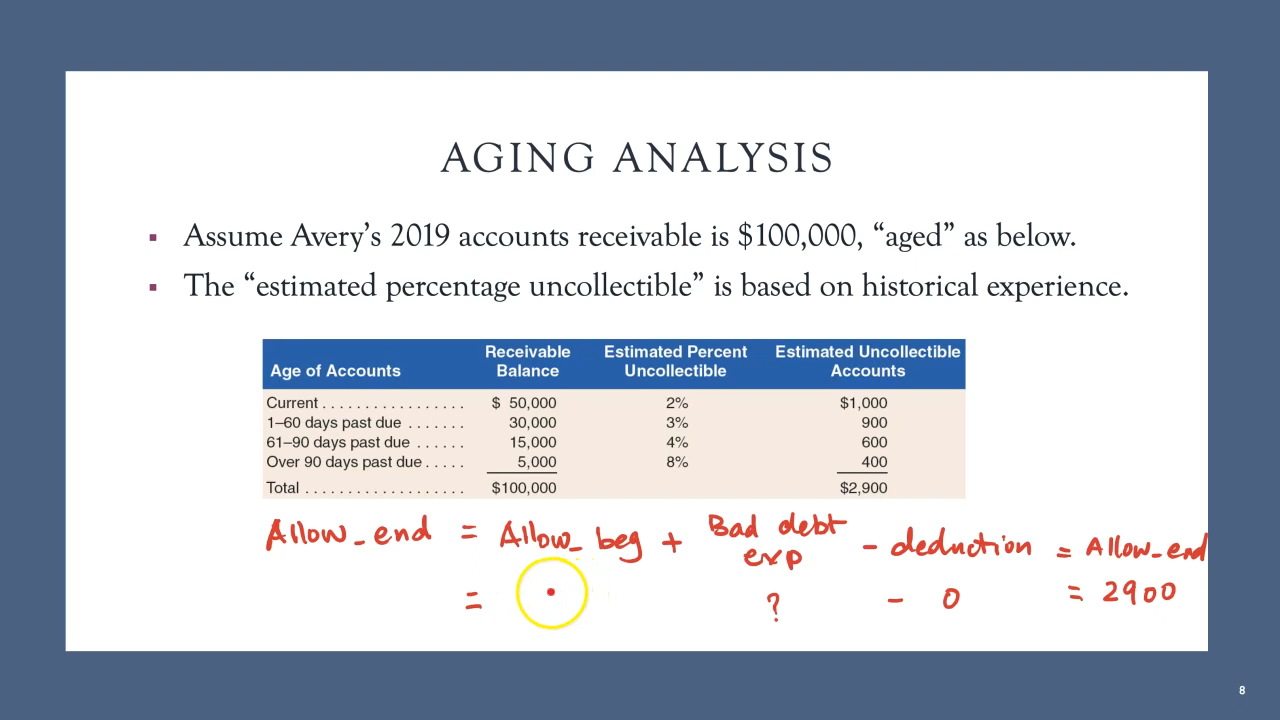 AGING ANALYSIS
▪ Assume Avery’s 2019 accounts receivable is $100,000, “aged” as below.
▪ The “estimated percentage uncollectible” is based on historical experience.
Age of Accounts Receivable Balance Estimated Percent Uncollectible Estimated Uncollectible Accounts
Current . . . . . . . . . . . . . . . . . $ 50,000 2% $1,000
1–60 days past due . . . . . . . 30,000 3% 900
61–90 days past due . . . . . . 15,000 4% 600
Over 90 days past due . . . . . 5,000 8% 400
Total . . . . . . . . . . . . . . . . . . . $100,000 $2,900
Allow_end = Allow_beg + Bad debt exp - deduction = Allow_end
= ? - 0 = 2900
8